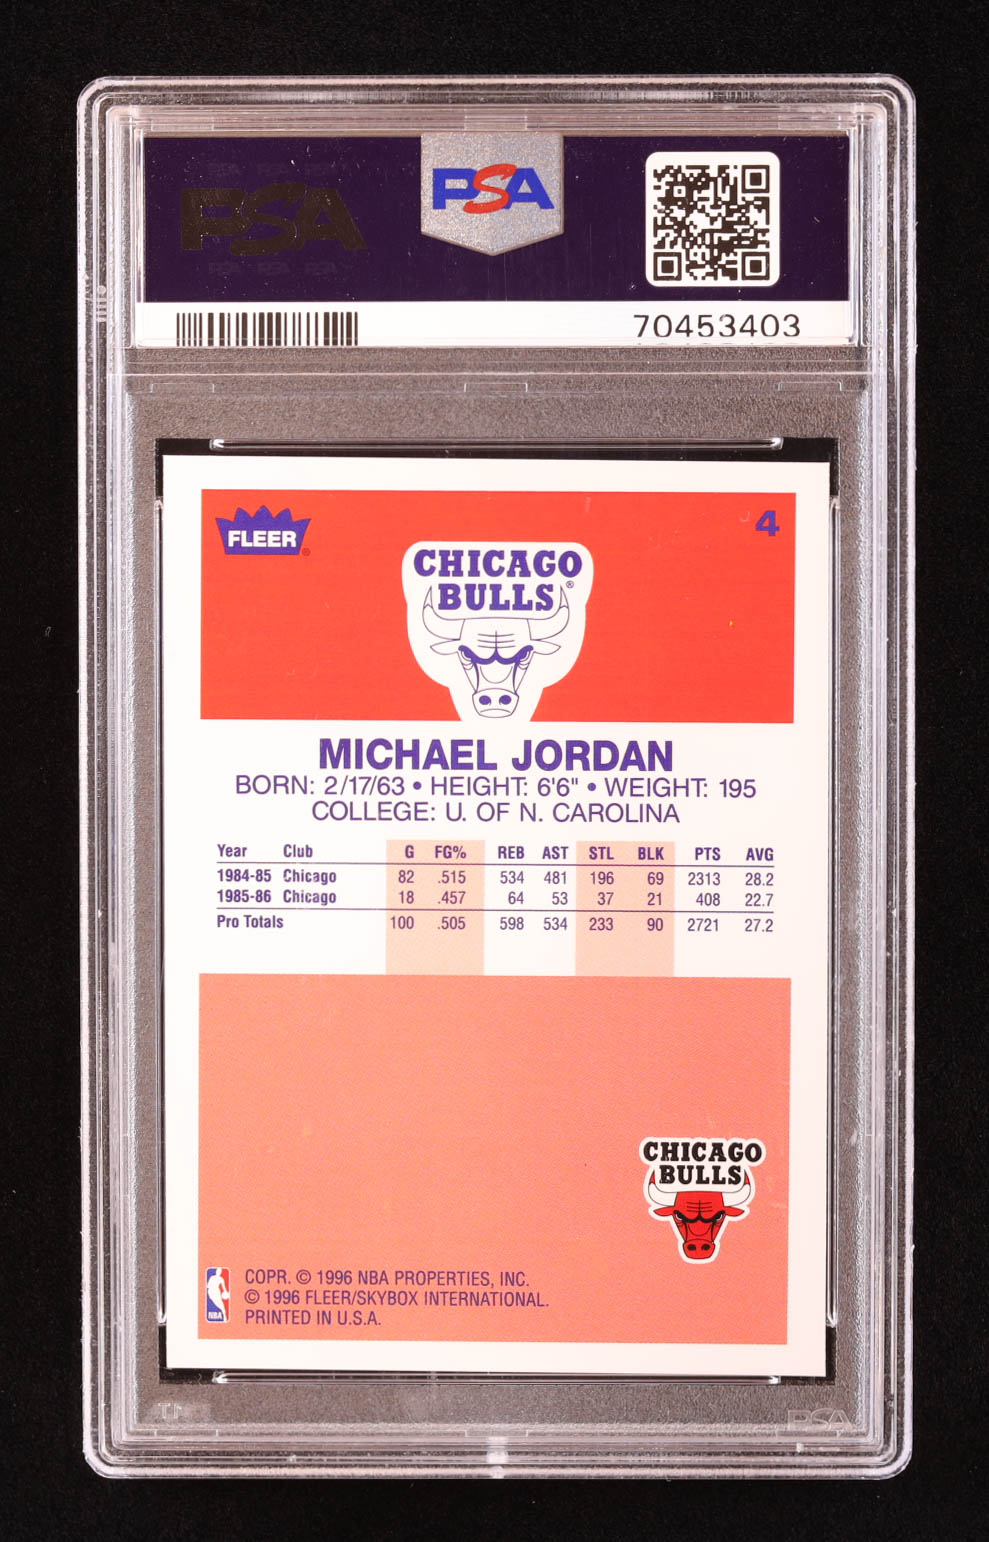 PSA
PSA
70453403
FLEER
4
CHICAGO
BULLS
MICHAEL JORDAN
BORN: 2/17/63 • HEIGHT: 6'6" • WEIGHT: 195
COLLEGE: U. OF N. CAROLINA
Year Club G FG% REB AST STL BLK PTS AVG
1984-85 Chicago 82 .515 534 481 196 69 2313 28.2
1985-86 Chicago 18 .457 64 53 37 21 408 22.7
Pro Totals 100 .505 598 534 233 90 2721 27.2
CHICAGO
BULLS
NBA
COPR. © 1996 NBA PROPERTIES, INC.
© 1996 FLEER/SKYBOX INTERNATIONAL.
PRINTED IN U.S.A.
PSA